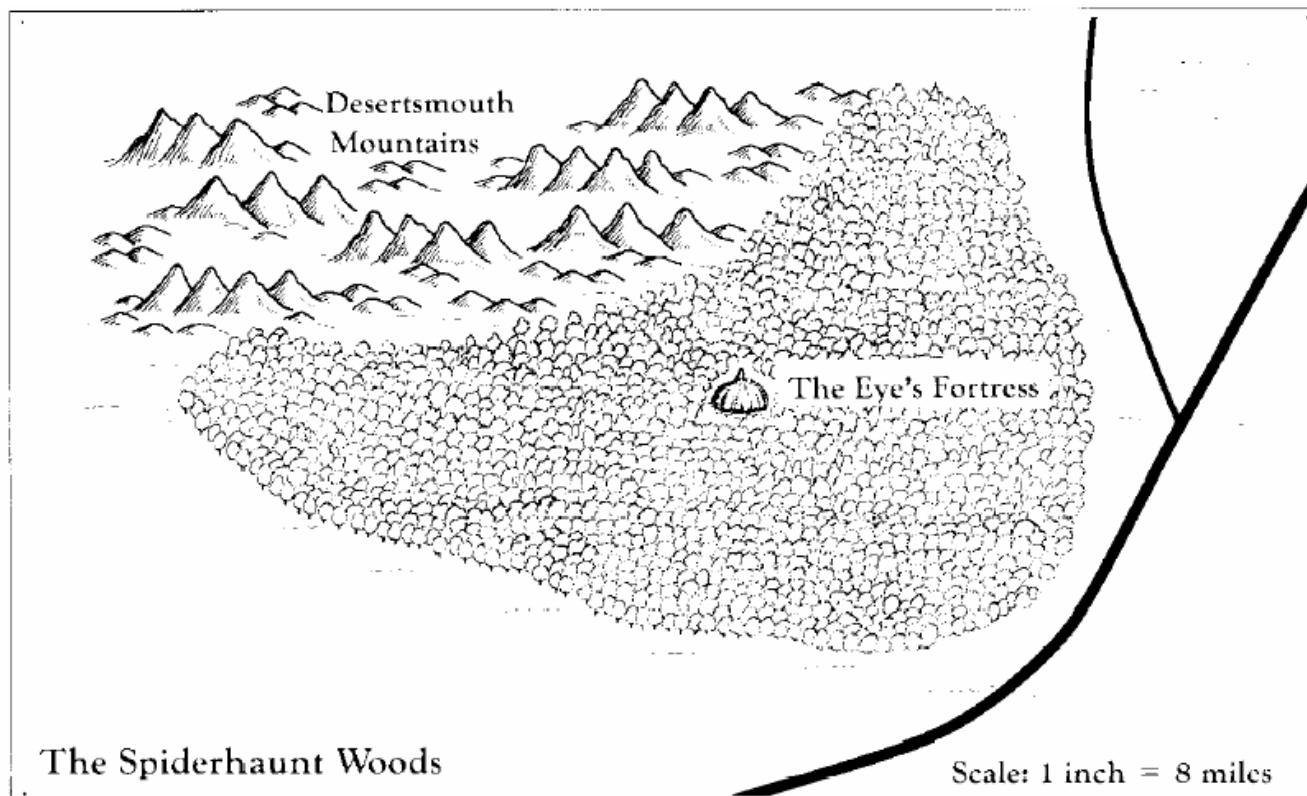 Desertsmouth
Mountains
The Eye's Fortress
The Spiderhaunt Woods
Scale: 1 inch = 8 miles